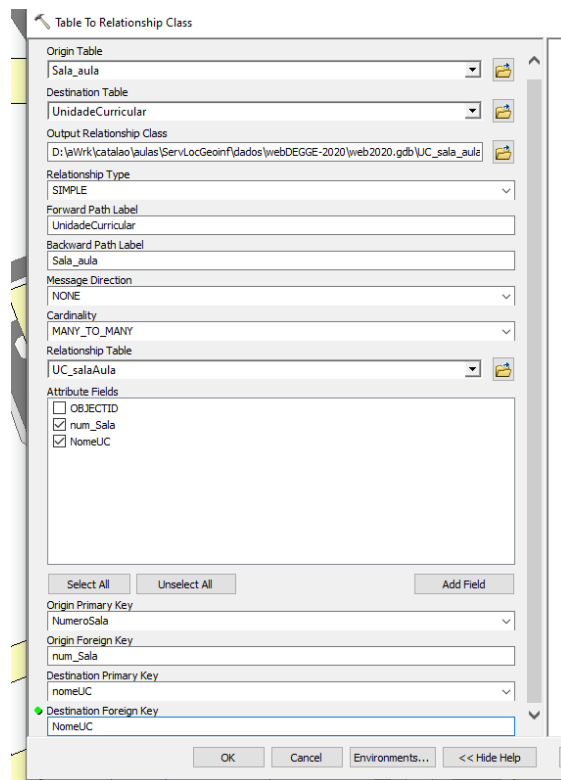 Table To Relationship Class
Origin Table
Sala_aula
Destination Table
UnidadeCurricular
Output Relationship Class
D:\aWrk\catalao\aulas\ServLocGeoinf\dados\webDEGGE-2020\web2020.gdb\UC_sala_aula
Relationship Type
SIMPLE
Forward Path Label
UnidadeCurricular
Backward Path Label
Sala_aula
Message Direction
NONE
Cardinality
MANY_TO_MANY
Relationship Table
UC_salaAula
Attribute Fields
OBJECTID
num_Sala
NomeUC
Select All Unselect All Add Field
Origin Primary Key
NumeroSala
Origin Foreign Key
num_Sala
Destination Primary Key
nomeUC
Destination Foreign Key
NomeUC
OK Cancel Environments... << Hide Help